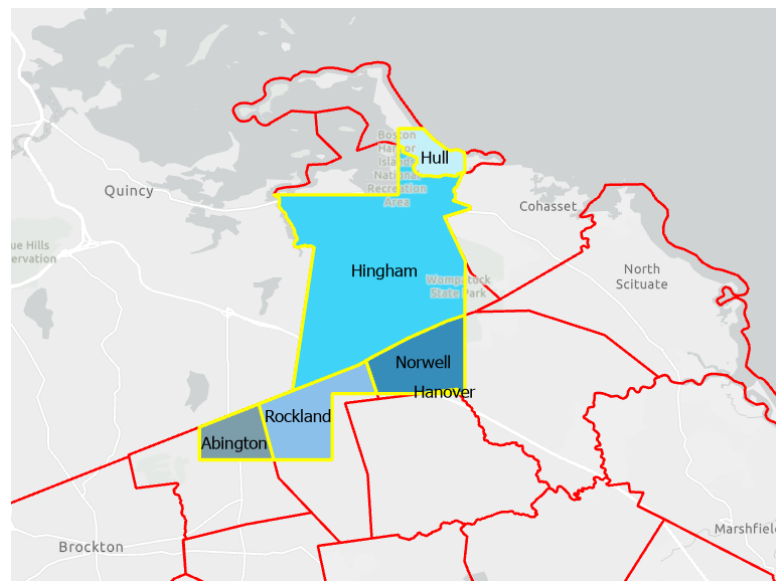 Boston
Harbor
Islands
National
Recreation
Area
Hull
Quincy
Cohasset
ue Hills
ervation
Hingham
Wompatuck
State Park
North
Scituate
Norwell
Hanover
Rockland
Abington
Marshfield
Brockton